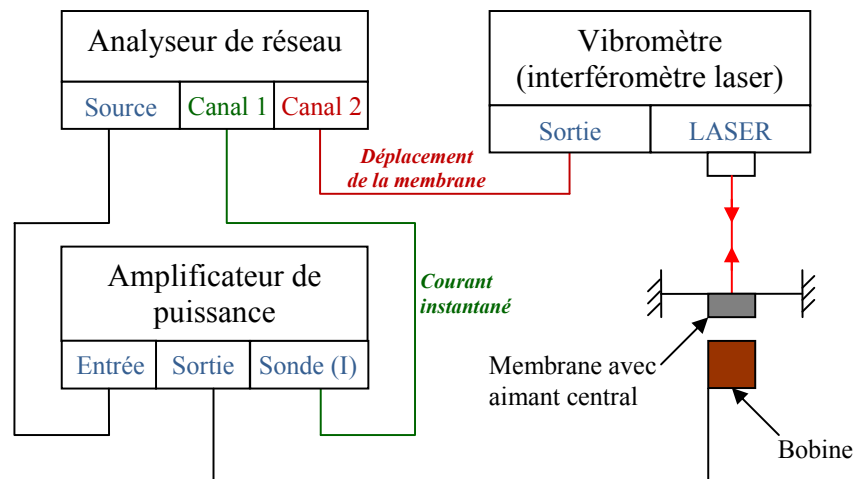 Analyseur de réseau
Source
Canal 1
Canal 2
Vibromètre
(interféromètre laser)
Sortie
LASER
Déplacement
de la membrane
Amplificateur de
puissance
Entrée
Sortie
Sonde (I)
Courant
instantané
Membrane avec
aimant central
Bobine